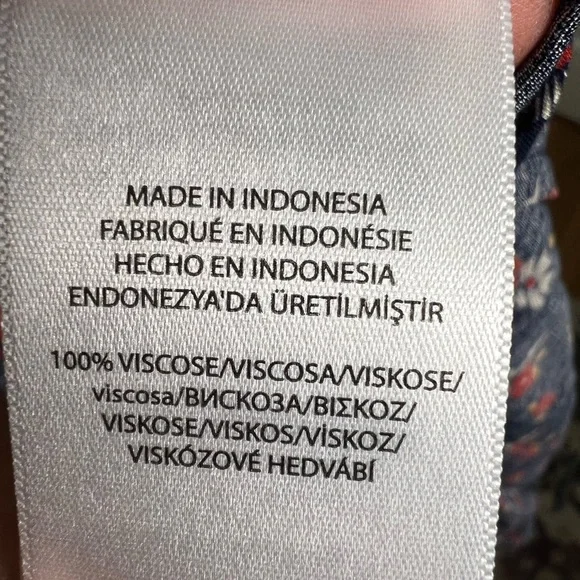 MADE IN INDONESIA
FABRIQUÉ EN INDONÉSIE
HECHO EN INDONESIA
ENDONEZYA'DA ÜRETİLMİŞTİR
100% VISCOSE/VISCOSA/VISKOSE/
viscosa/ВИСКОЗА/ΒΙΣΚΟΖ/
VISKOSE/VISKOS/VİSKOZ/
VISKÓZOVÉ HEDVÁBÍ